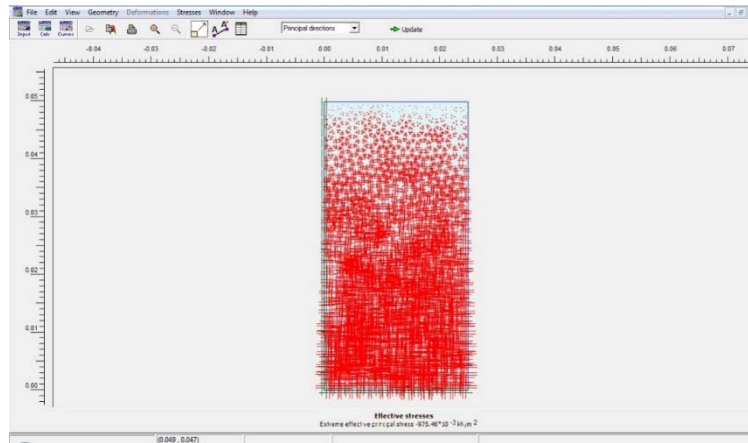 File Edit View Geometry Deformations Stresses Window Help
Input Calc Curves Principal directions Update
-0.04 -0.03 -0.02 -0.01 0.00 0.01 0.02 0.03 0.04 0.05 0.06 0.07
0.05
0.04
0.03
0.02
0.01
0.00
Effective stresses
Extreme effective principal stress -975.46*10 -3 kN/m 2
(0.049 , 0.047)